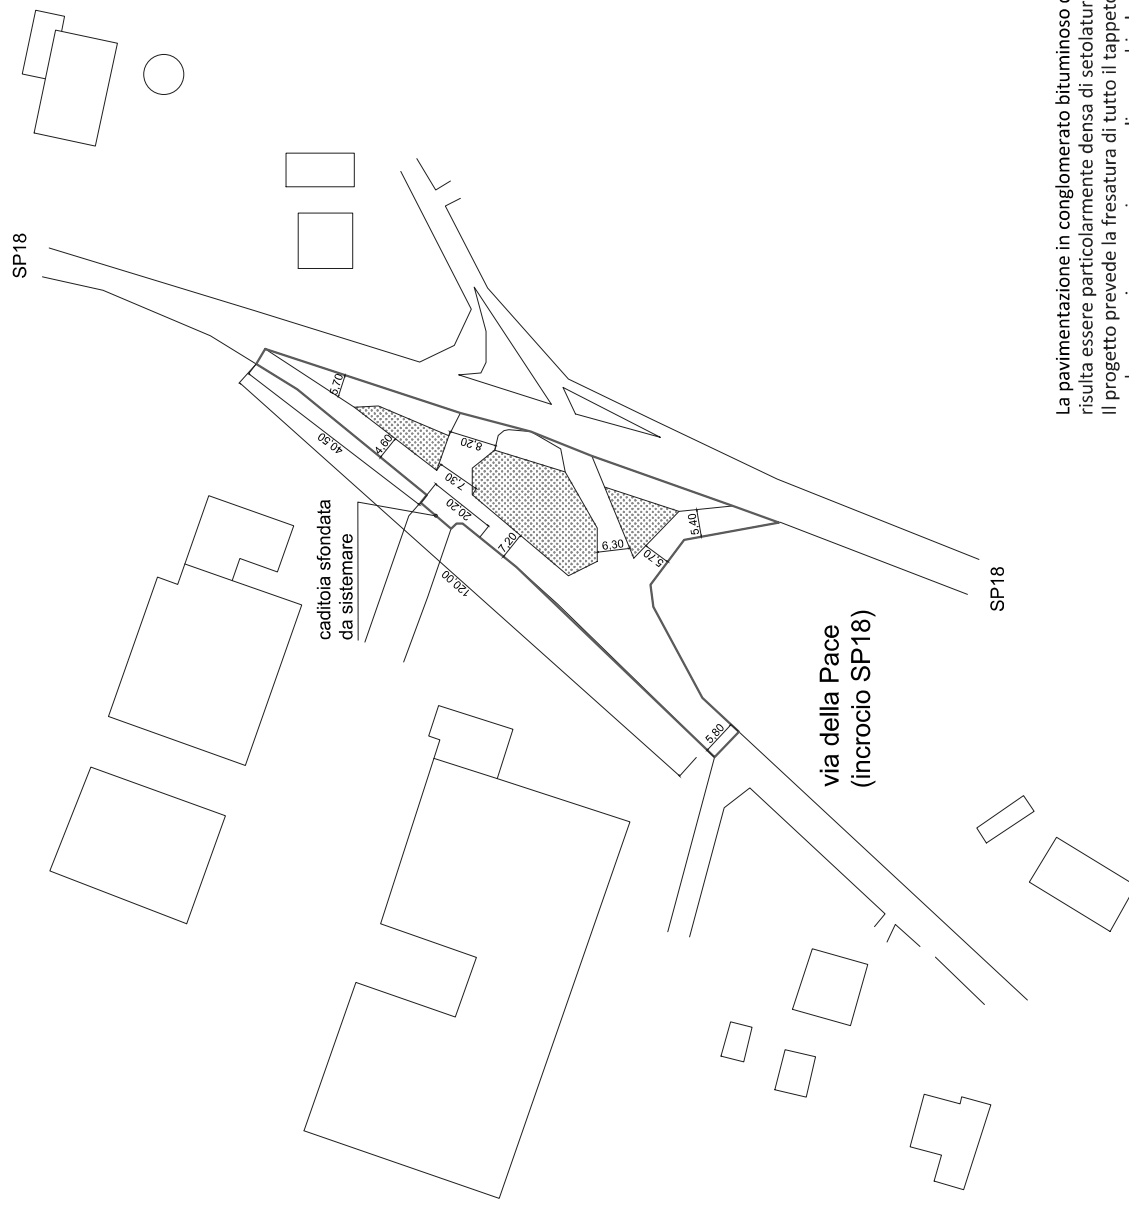 SP18
5,70
40,50
4,60
8,20
7,30
20,20
caditoia sfondata
da sistemare
7,20
6,30
5,40
5,70
120,00
SP18
via della Pace
(incrocio SP18)
5,80
La pavimentazione in conglomerato bituminoso
risulta essere particolarmente densa di setolatur
Il progetto prevede la fresatura di tutto il tappeto